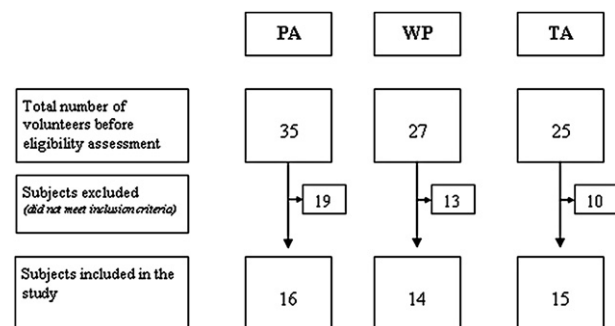 PA WP TA
Total number of
volunteers before
eligibility assessment
35 27 25
Subjects excluded
(did not meet inclusion criteria)
19 13 10
Subjects included in the
study
16 14 15